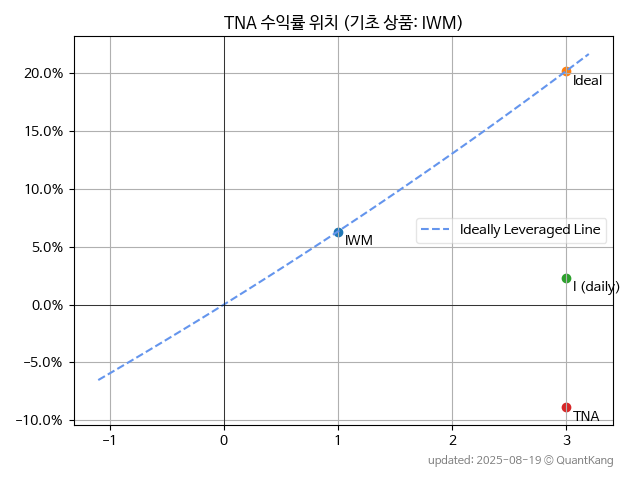 TNA 수익률 위치 (기초 상품: IWM)
20.0%
15.0%
10.0%
5.0%
0.0%
−5.0%
−10.0%
Ideal
IWM
Ideally Leveraged Line
I (daily)
TNA
−1 0 1 2 3
updated: 2025-08-19 © QuantKang